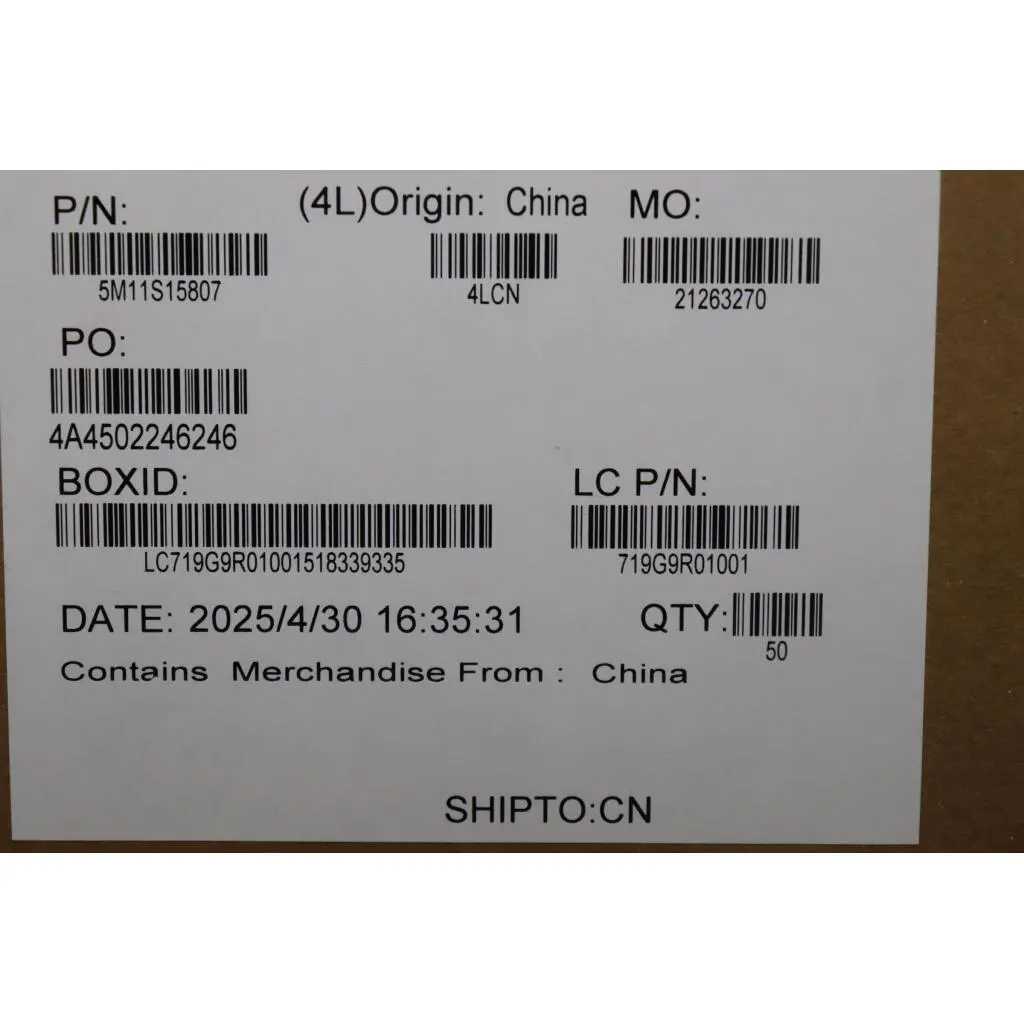 P/N: (4L)Origin: China MO:
5M11S15807 4LCN 21263270
PO:
4A4502246246
BOXID: LC P/N:
LC719G9R01001518339335 719G9R01001
DATE: 2025/4/30 16:35:31 QTY:
50
Contains Merchandise From : China
SHIPTO:CN